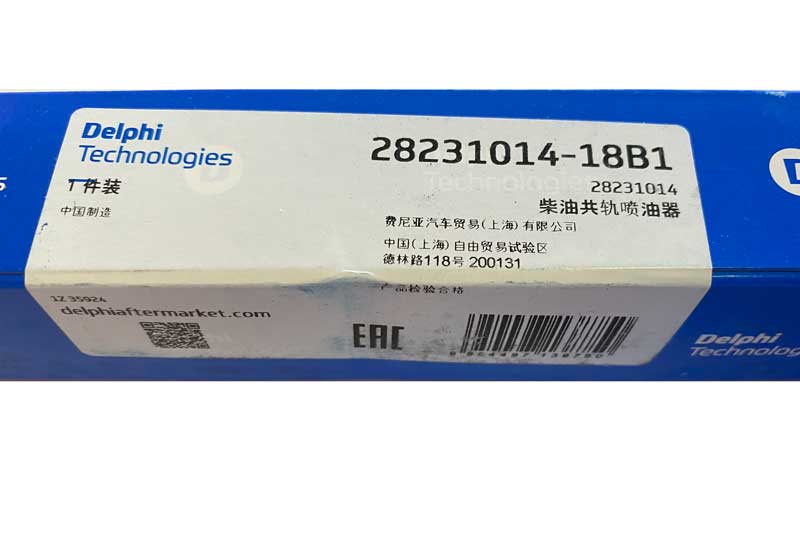 Delphi
Technologies
28231014-18B1
28231014
1件装
中国制造
柴油共轨喷油器
费尼亚汽车贸易(上海)有限公司
中国(上海)自由贸易试验区
德林路118号 200131
产品检验合格
1Z 35924
delphiaftermarket.com
EAC
Delphi